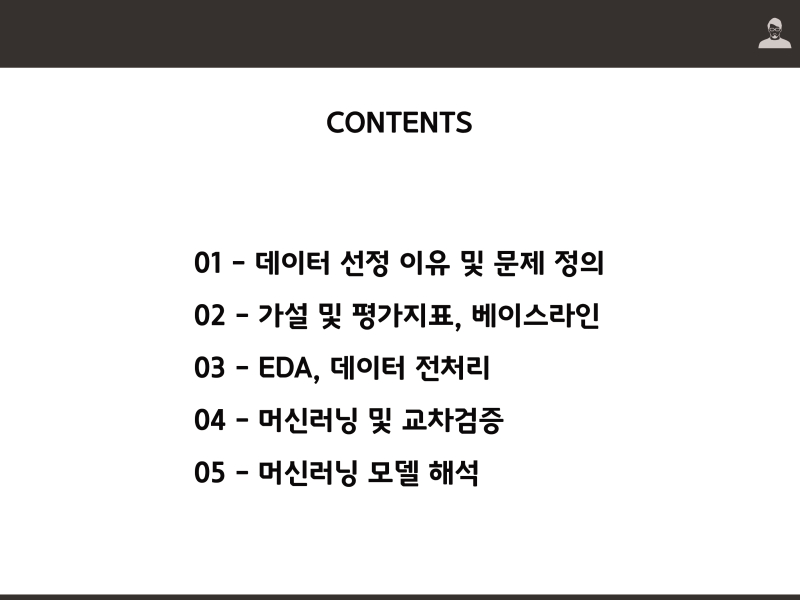 CONTENTS
01 - 데이터 선정 이유 및 문제 정의
02 - 가설 및 평가지표, 베이스라인
03 - EDA, 데이터 전처리
04 - 머신러닝 및 교차검증
05 - 머신러닝 모델 해석